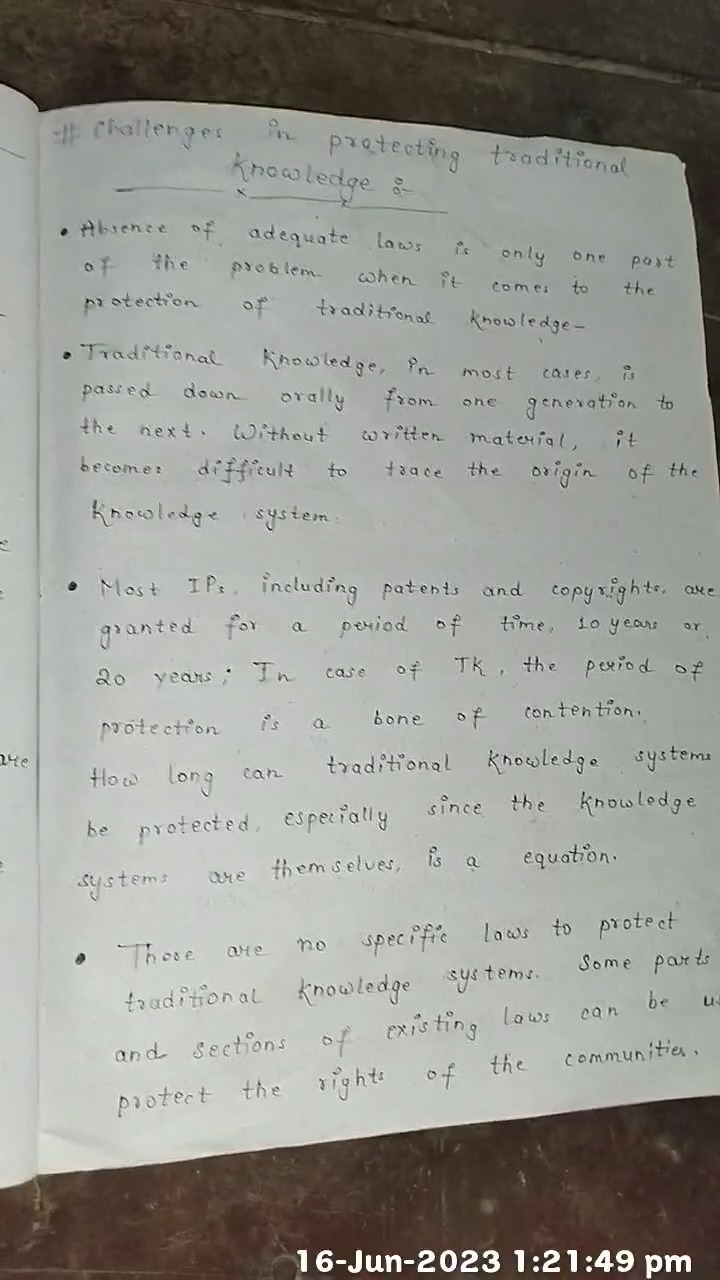 # Challenges in protecting traditional
Knowledge :-
• Absence of adequate laws is only one part
of the problem when it comes to the
protection of traditional knowledge-
• Traditional Knowledge, in most cases, is
passed down orally from one generation to
the next. Without written material, it
becomes difficult to trace the origin of the
knowledge system.
• Most IPs, including patents and copyrights, are
granted for a period of time, 10 years or
20 years; In case of TK, the period of
protection is a bone of contention.
How long can traditional knowledge systems
be protected, especially since the knowledge
systems are themselves, is a equation.
• There are no specific laws to protect
traditional knowledge systems. Some parts
and sections of existing laws can be
protect the rights of the communities.
are
16-Jun-2023 1:21:49 pm